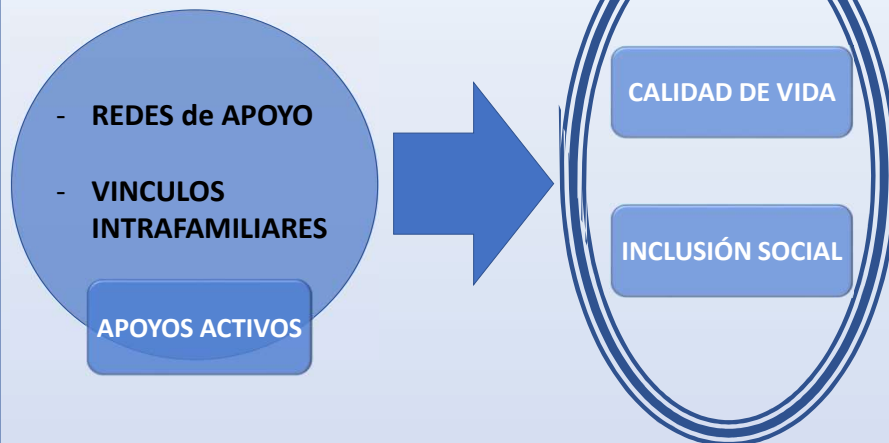 - REDES de APOYO
- VINCULOS
INTRAFAMILIARES
APOYOS ACTIVOS
CALIDAD DE VIDA
INCLUSIÓN SOCIAL